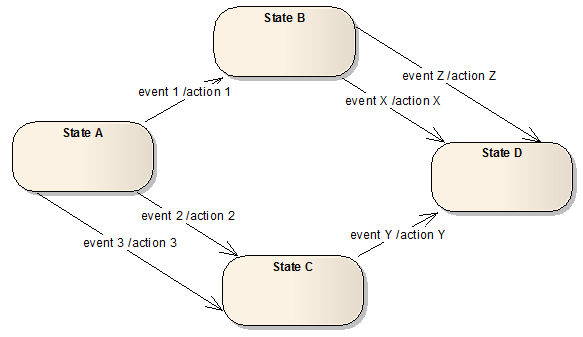 State B
event Z /action Z
event 1 /action 1
event X /action X
State A
State D
event 2 /action 2
event 3 /action 3
event Y /action Y
State C